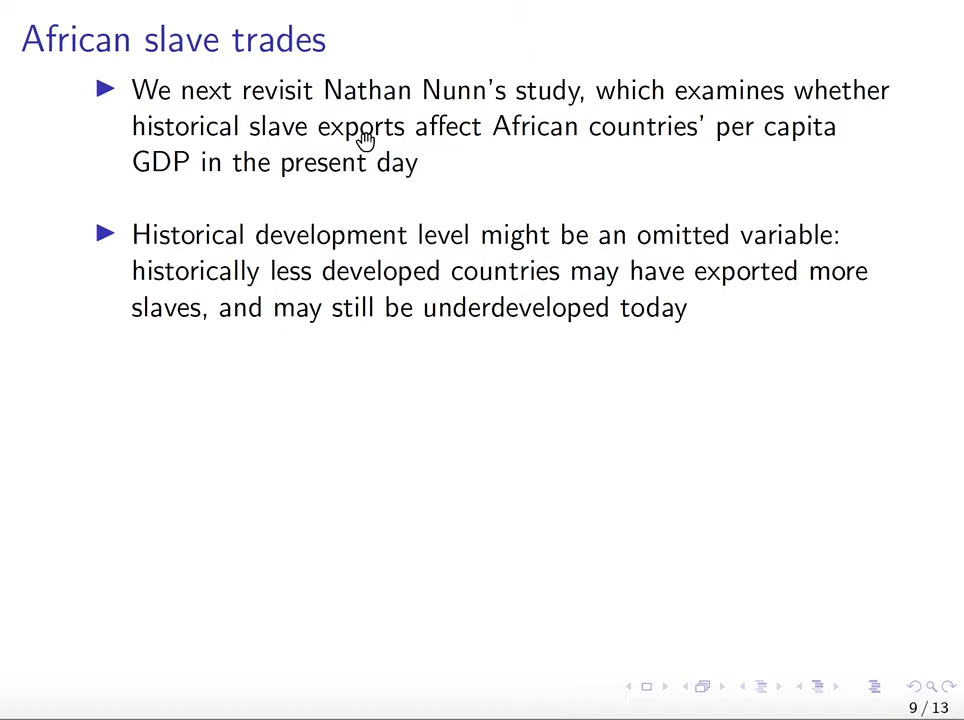 African slave trades
We next revisit Nathan Nunn's study, which examines whether
historical slave exports affect African countries' per capita
GDP in the present day
Historical development level might be an omitted variable:
historically less developed countries may have exported more
slaves, and may still be underdeveloped today
9 / 13